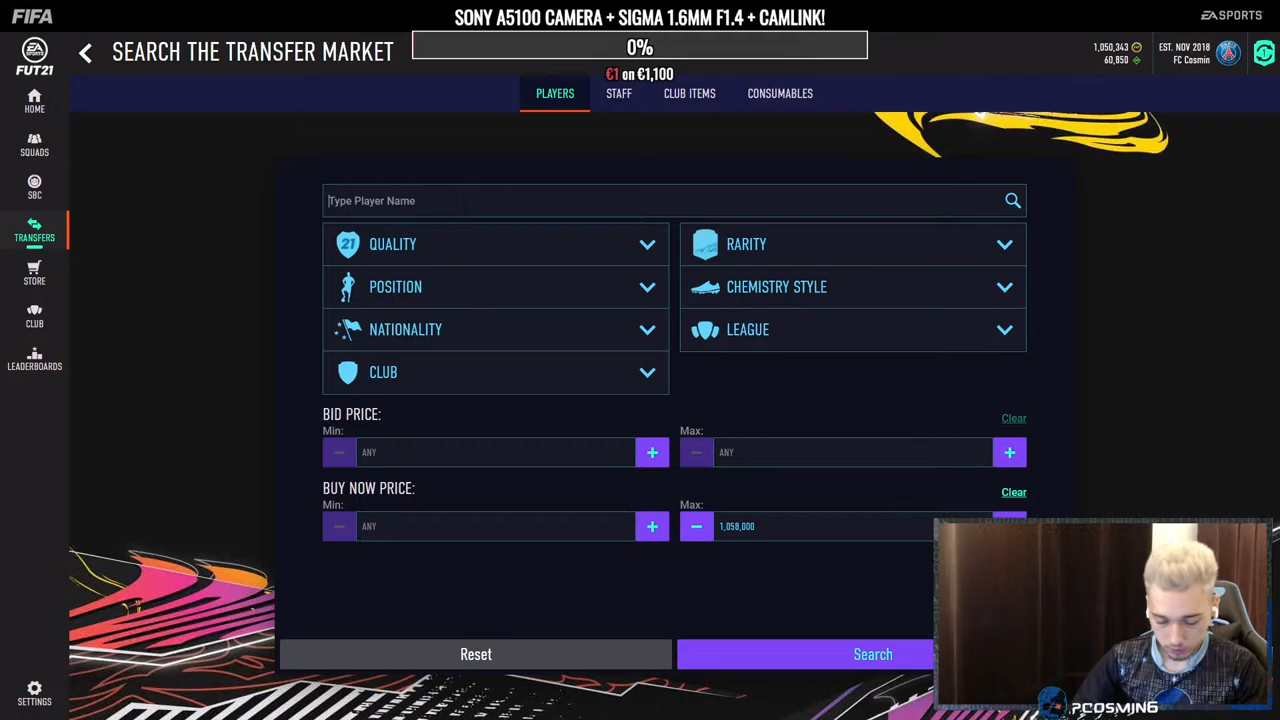 FIFA
SONY A5100 CAMERA + SIGMA 1.6MM F1.4 + CAMLINK!
EA SPORTS
EA SPORTS
FUT21
SEARCH THE TRANSFER MARKET
0%
€1 on €1,100
1,050,343
60,850
EST. NOV 2018
FC Cosmin
PLAYERS
STAFF
CLUB ITEMS
CONSUMABLES
HOME
SQUADS
SBC
TRANSFERS
STORE
CLUB
LEADERBOARDS
SETTINGS
Type Player Name
21 QUALITY
RARITY
POSITION
CHEMISTRY STYLE
NATIONALITY
LEAGUE
CLUB
BID PRICE:
Clear
Min:
Max:
ANY
ANY
BUY NOW PRICE:
Clear
Min:
Max:
ANY
1,058,000
Reset
Search
PCOSMIN6